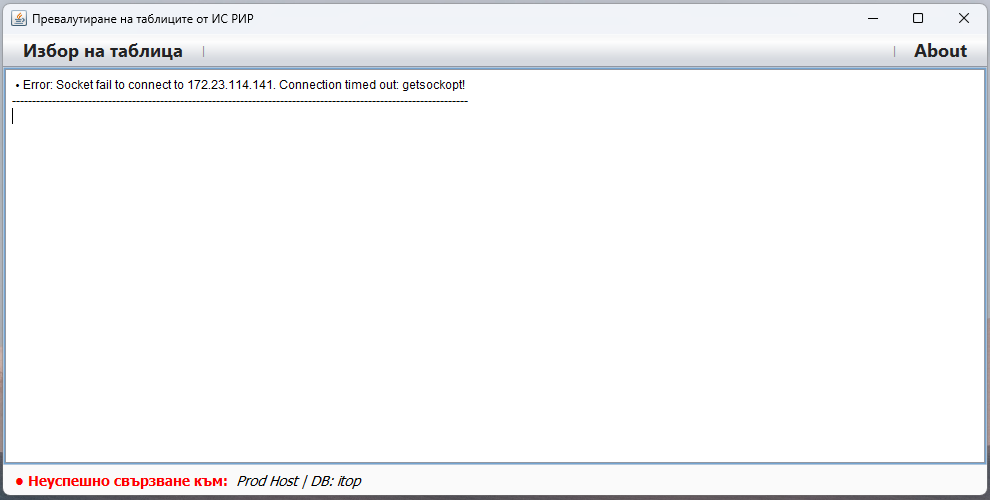 Превалутиране на таблиците от ИС РИР
Избор на таблица | | About
• Error: Socket fail to connect to 172.23.114.141. Connection timed out: getsockopt!
--------------------------------------------------------------------------------------------------------------------
● Неуспешно свързване към: Prod Host | DB: itop